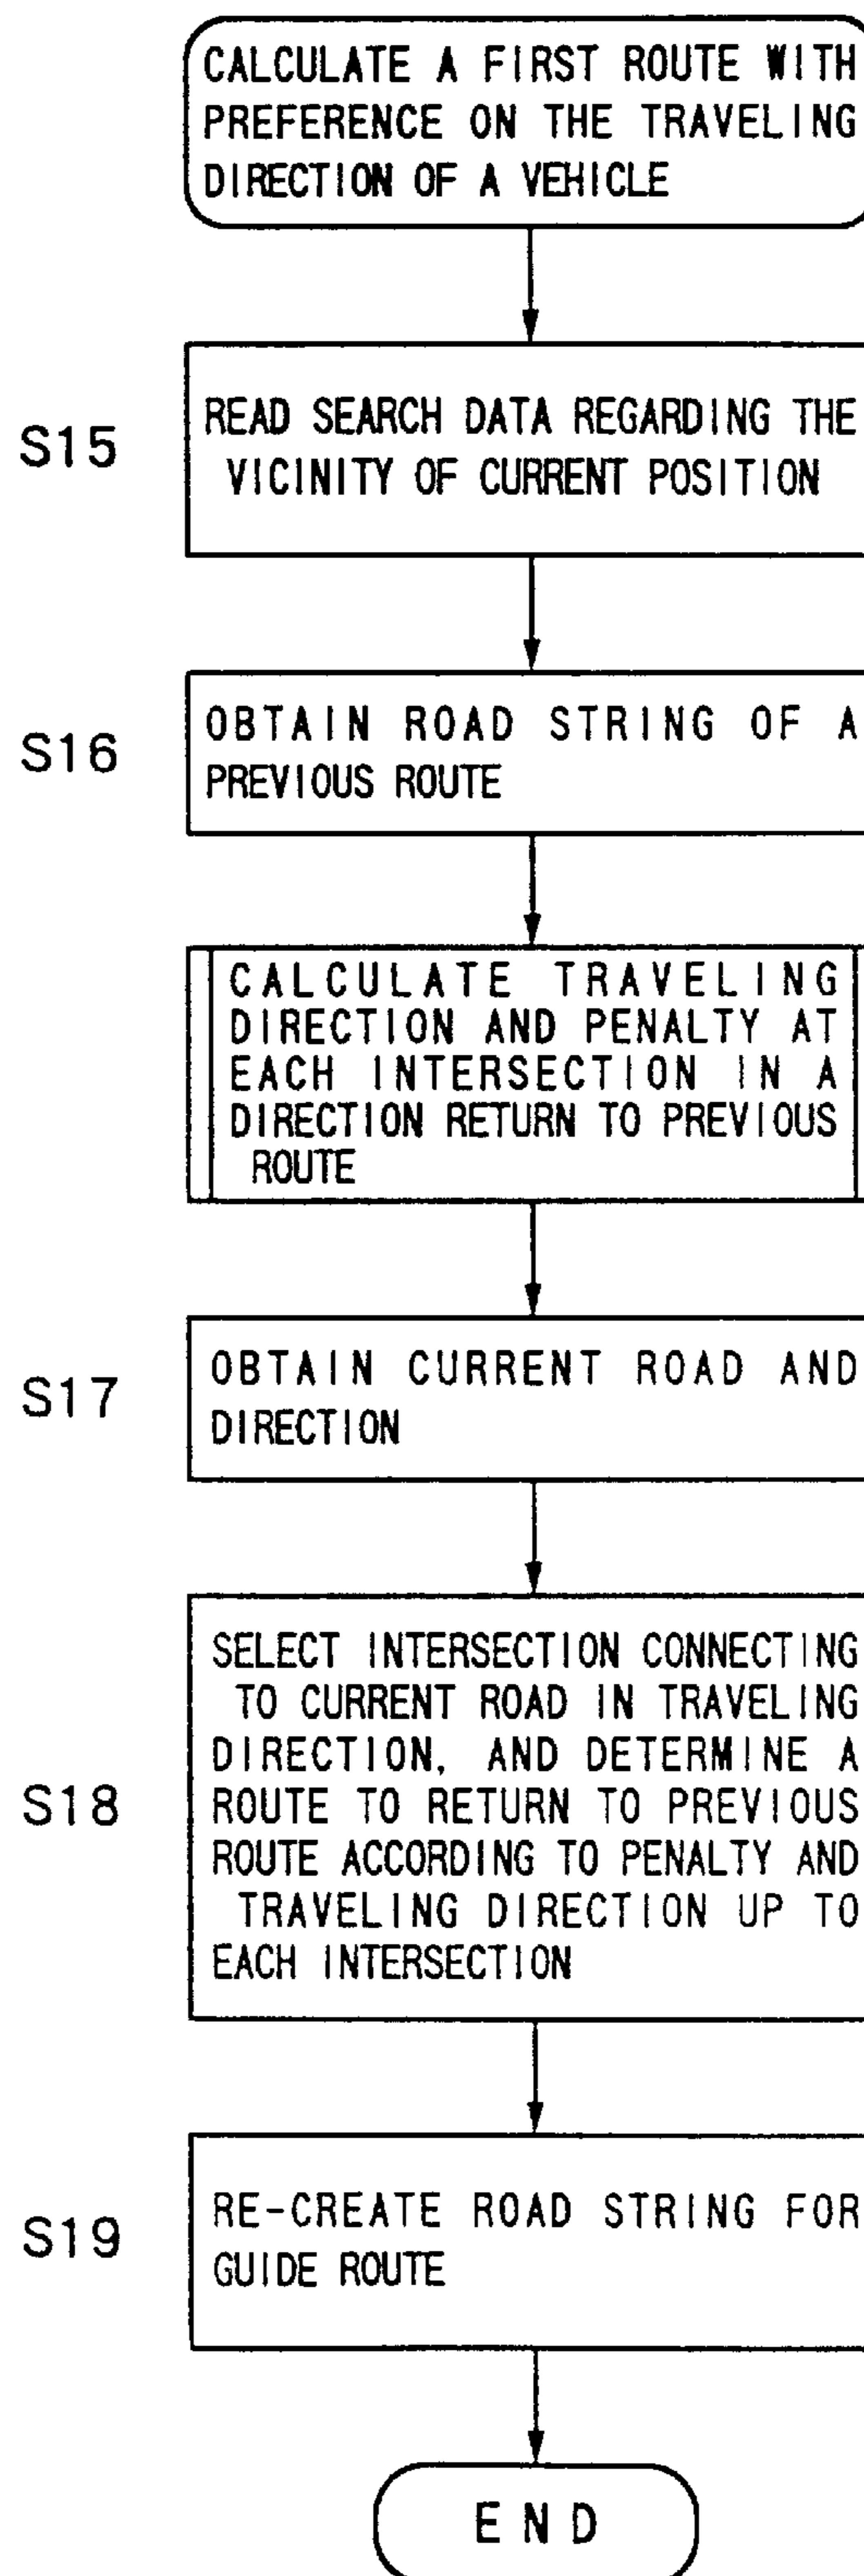 CALCULATE A FIRST ROUTE WITH
PREFERENCE ON THE TRAVELING
DIRECTION OF A VEHICLE
S15
READ SEARCH DATA REGARDING THE
VICINITY OF CURRENT POSITION
S16
OBTAIN ROAD STRING OF A
PREVIOUS ROUTE
CALCULATE TRAVELING
DIRECTION AND PENALTY AT
EACH INTERSECTION IN A
DIRECTION RETURN TO PREVIOUS
ROUTE
S17
OBTAIN CURRENT ROAD AND
DIRECTION
S18
SELECT INTERSECTION CONNECTING
TO CURRENT ROAD IN TRAVELING
DIRECTION, AND DETERMINE A
ROUTE TO RETURN TO PREVIOUS
ROUTE ACCORDING TO PENALTY AND
TRAVELING DIRECTION UP TO
EACH INTERSECTION
S19
RE-CREATE ROAD STRING FOR
GUIDE ROUTE
END